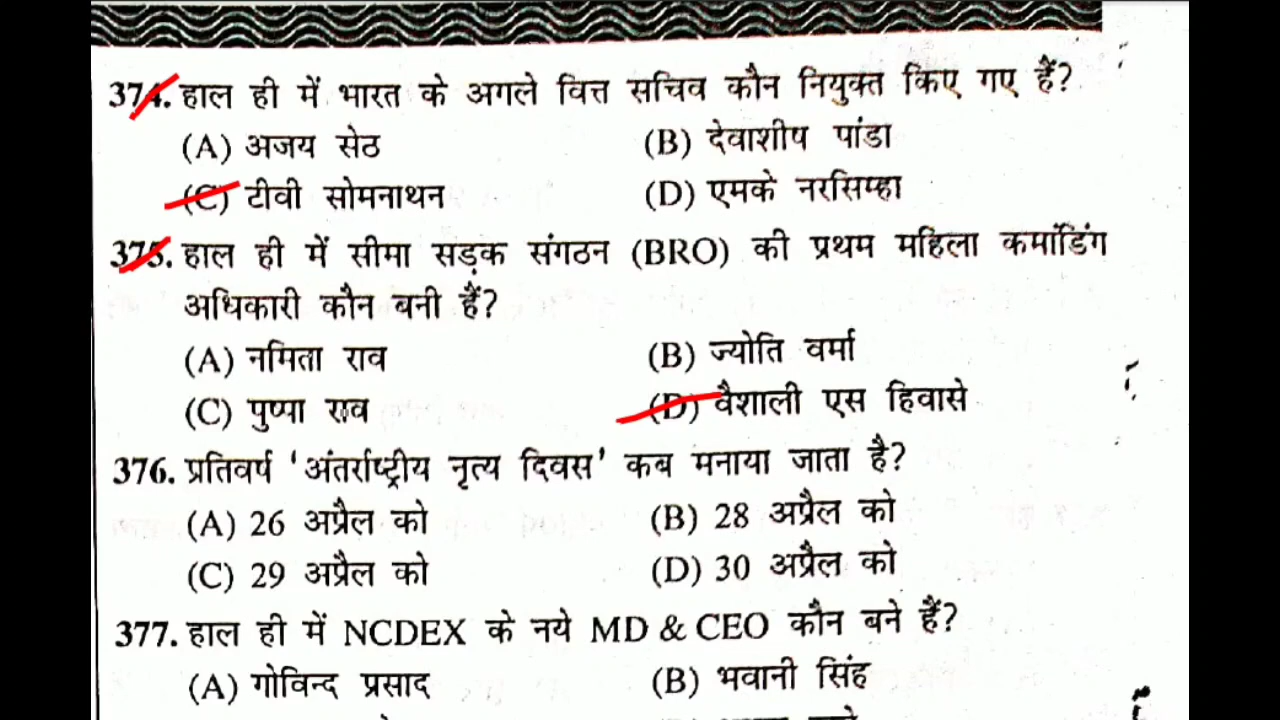 374. हाल ही में भारत के अगले वित्त सचिव कौन नियुक्त किए गए हैं?
(A) अजय सेठ (B) देवाशीष पांडा
(C) टीवी सोमनाथन (D) एमके नरसिम्हा
375. हाल ही में सीमा सड़क संगठन (BRO) की प्रथम महिला कमांडिंग
अधिकारी कौन बनी हैं?
(A) नमिता राव (B) ज्योति वर्मा
(C) पुष्पा राव (D) वैशाली एस हिवासे
376. प्रतिवर्ष 'अंतर्राष्ट्रीय नृत्य दिवस' कब मनाया जाता है?
(A) 26 अप्रैल को (B) 28 अप्रैल को
(C) 29 अप्रैल को (D) 30 अप्रैल को
377. हाल ही में NCDEX के नये MD & CEO कौन बने हैं?
(A) गोविन्द प्रसाद (B) भवानी सिंह